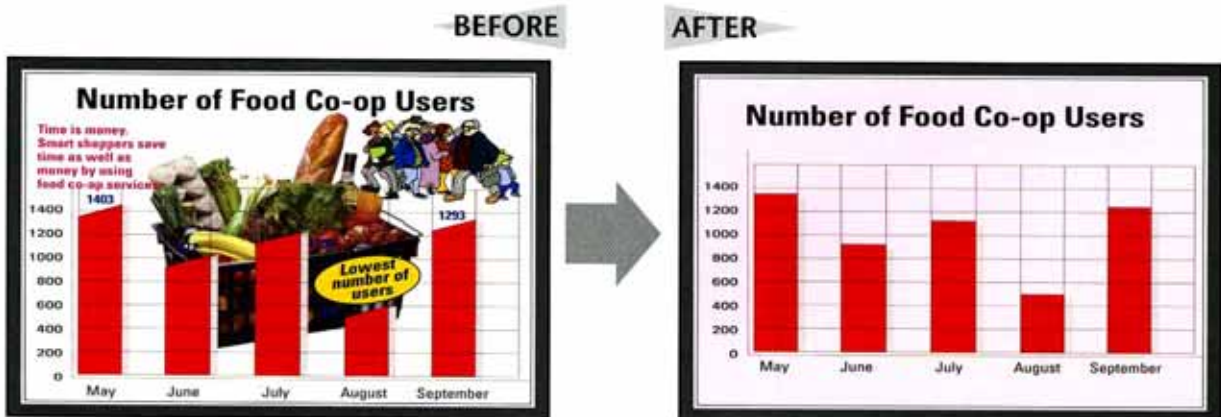 BEFORE
AFTER
Number of Food Co-op Users
Time is money.
Smart shoppers save
time as well as
money by using
food co-op services
1403
1293
1400
1200
1000
800
600
400
200
0
Lowest
number of
users
May June July August September
Number of Food Co-op Users
1400
1200
1000
800
600
400
200
0
May June July August September